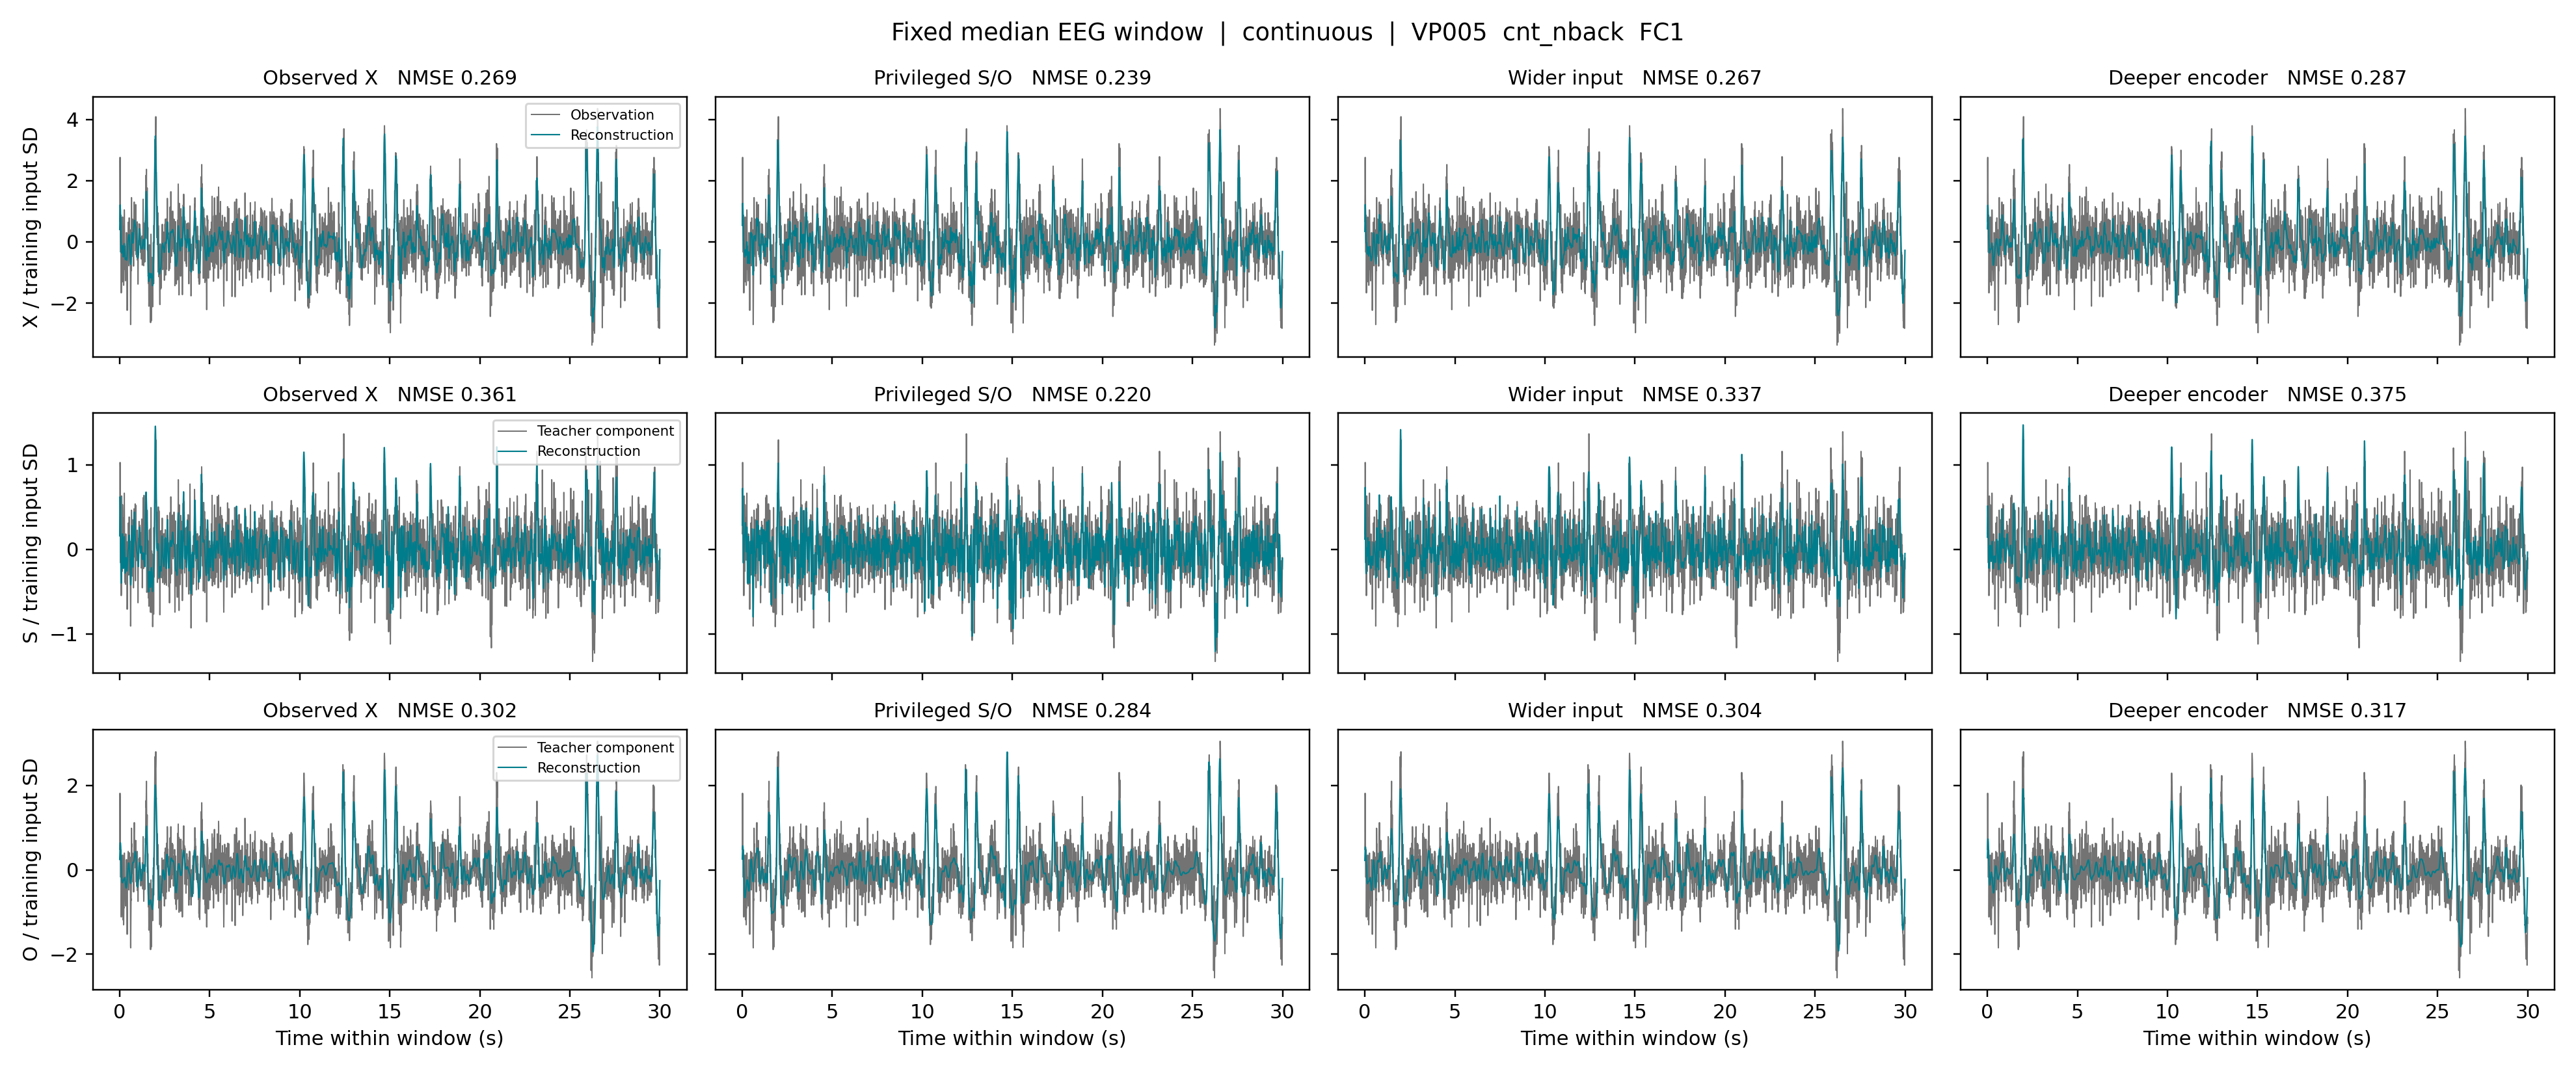 Fixed median EEG window | continuous | VP005 cnt_nback FC1
Observed X NMSE 0.269
Privileged S/O NMSE 0.239
Wider input NMSE 0.267
Deeper encoder NMSE 0.287
X / training input SD
4
2
0
−2
Observation
Reconstruction
Observed X NMSE 0.361
Privileged S/O NMSE 0.220
Wider input NMSE 0.337
Deeper encoder NMSE 0.375
S / training input SD
1
0
−1
Teacher component
Reconstruction
Observed X NMSE 0.302
Privileged S/O NMSE 0.284
Wider input NMSE 0.304
Deeper encoder NMSE 0.317
O / training input SD
2
0
−2
Teacher component
Reconstruction
0 5 10 15 20 25 30
0 5 10 15 20 25 30
0 5 10 15 20 25 30
0 5 10 15 20 25 30
Time within window (s)
Time within window (s)
Time within window (s)
Time within window (s)